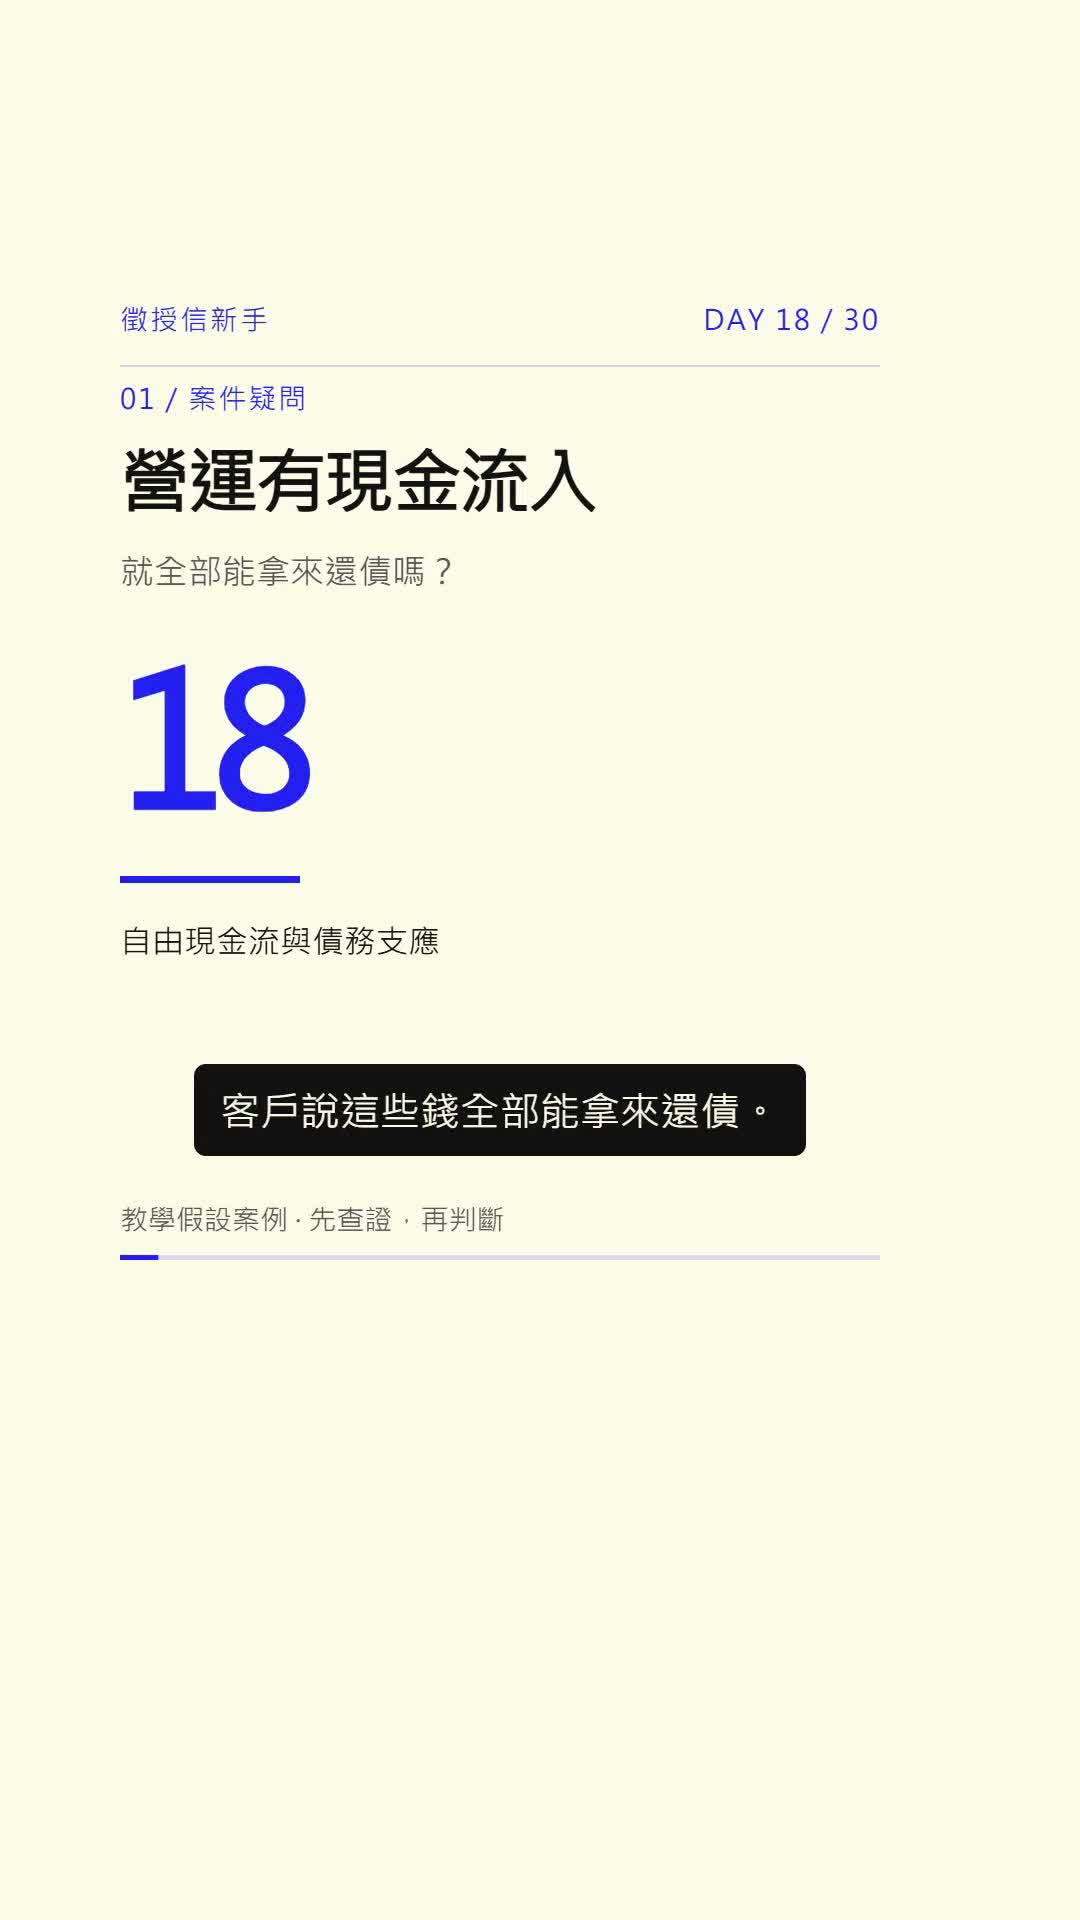 徵授信新手
DAY 18 / 30
01 / 案件疑問
營運有現金流入
就全部能拿來還債嗎？
18
自由現金流與債務支應
客戶說這些錢全部能拿來還債。
教學假設案例 · 先查證 · 再判斷